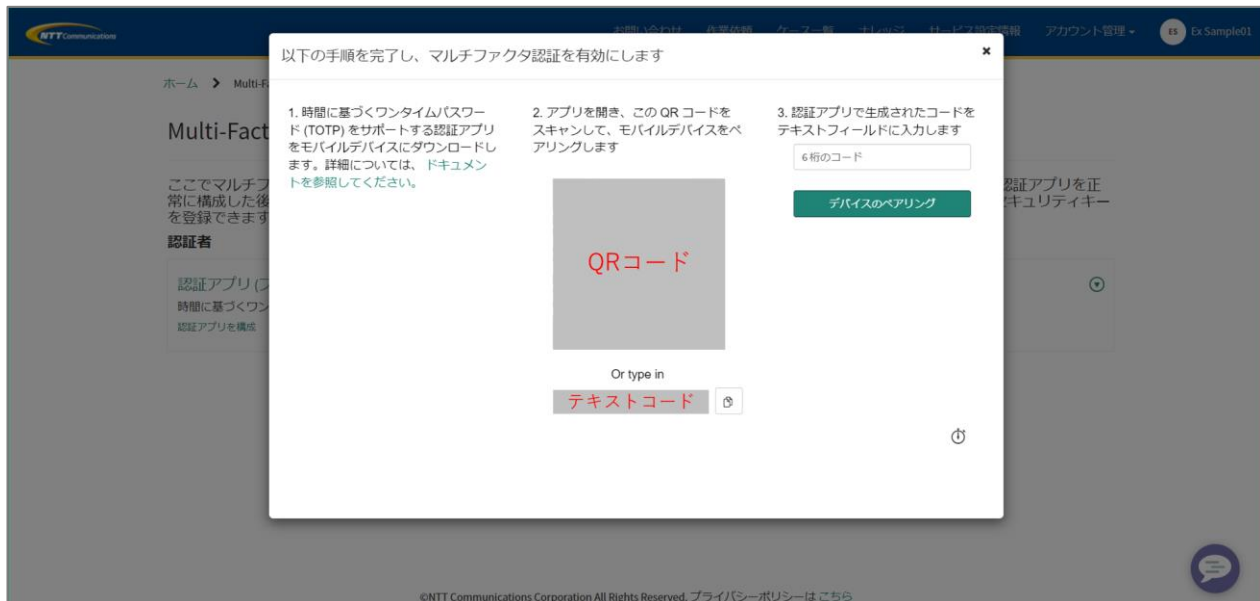 NTT Communications
お問い合わせ 作業依頼 ケース一覧 ナレッジ サービス設定情報 アカウント管理 ES Ex Sample01
ホーム > Multi-F
Multi-Fact
ここでマルチフ
常に構成した後
を登録できます
認証アプリを正
キュリティキー
認証者
認証アプリ (フ
時間に基づくワン
認証アプリを構成
以下の手順を完了し、マルチファクタ認証を有効にします
1. 時間に基づくワンタイムパスワー
ド (TOTP) をサポートする認証アプリ
をモバイルデバイスにダウンロードし
ます。詳細については、 ドキュメン
トを参照してください。
2. アプリを開き、この QR コードを
スキャンして、モバイルデバイスをペ
アリングします
QRコード
Or type in
テキストコード
3. 認証アプリで生成されたコードを
テキストフィールドに入力します
6桁のコード
デバイスのペアリング
©NTT Communications Corporation All Rights Reserved. プライバシーポリシーは こちら